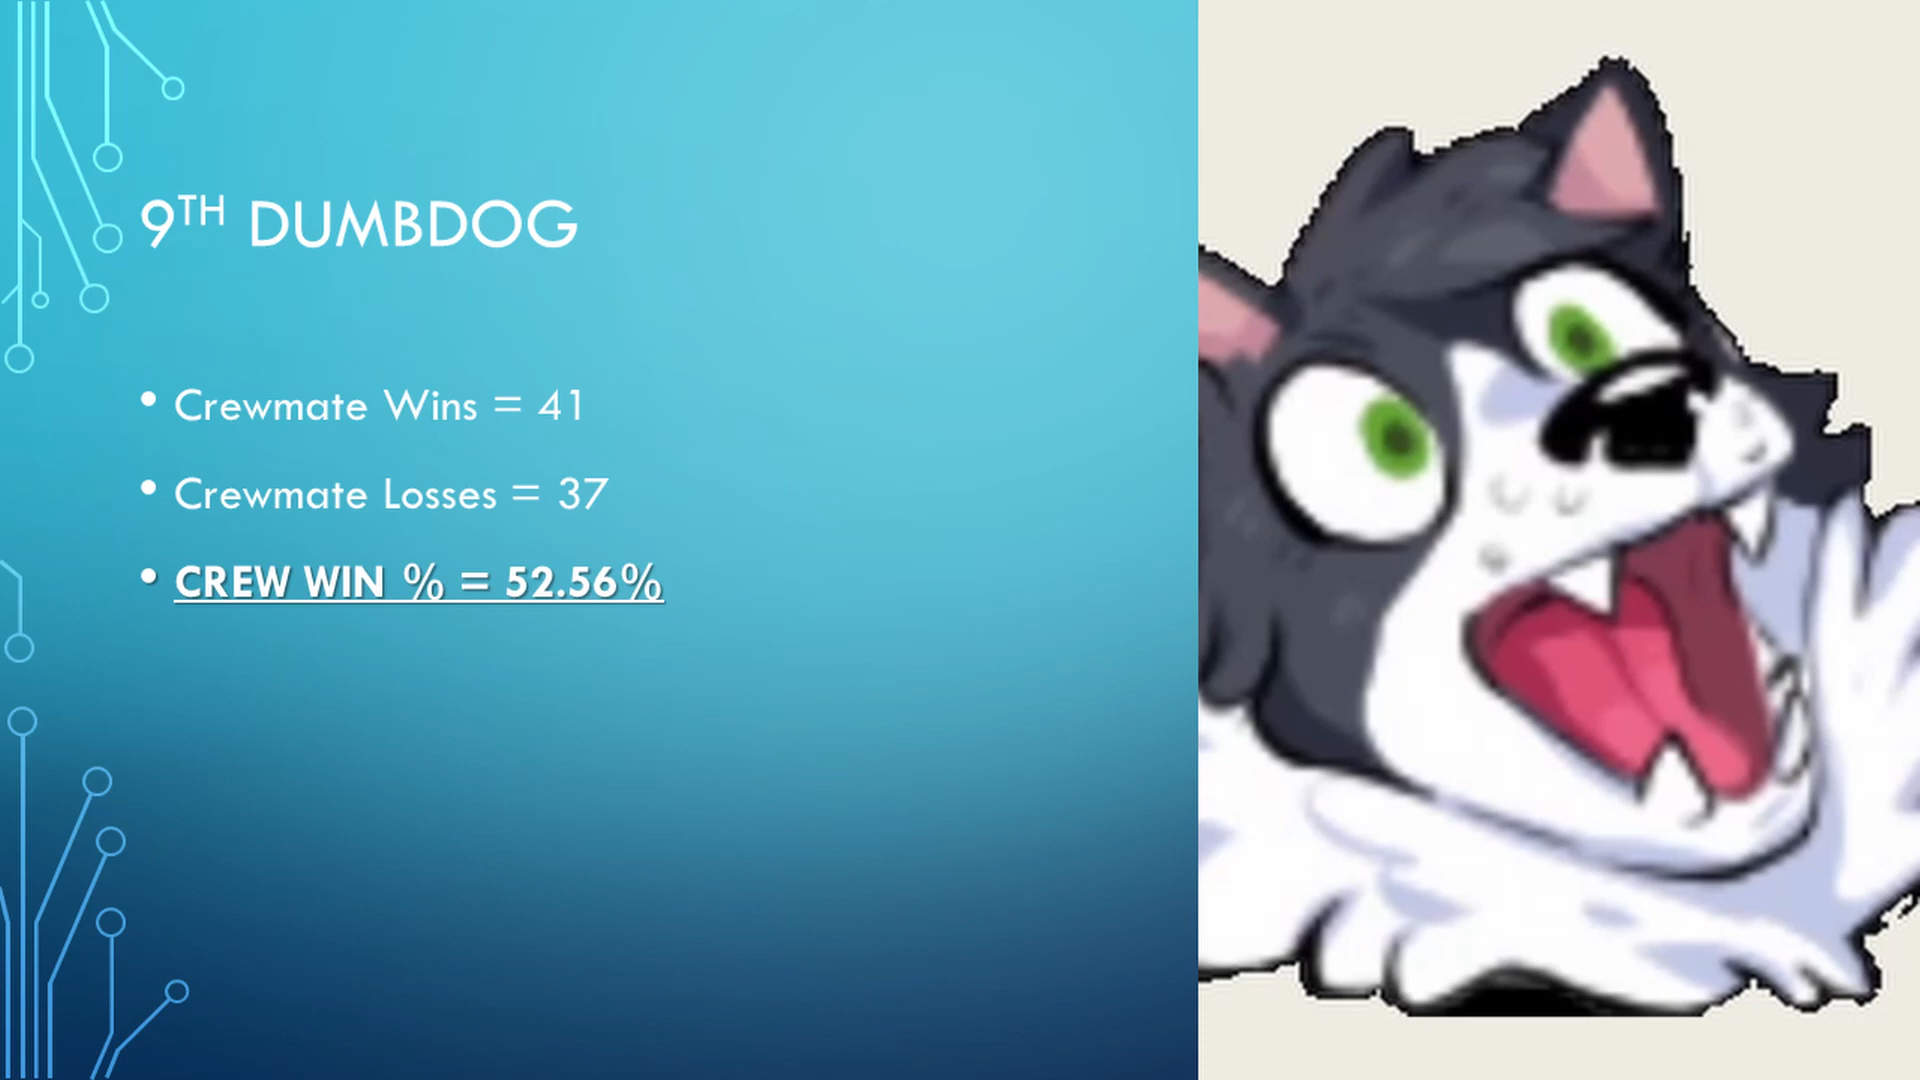 9TH DUMBDOG
• Crewmate Wins = 41
• Crewmate Losses = 37
• CREW WIN % = 52.56%